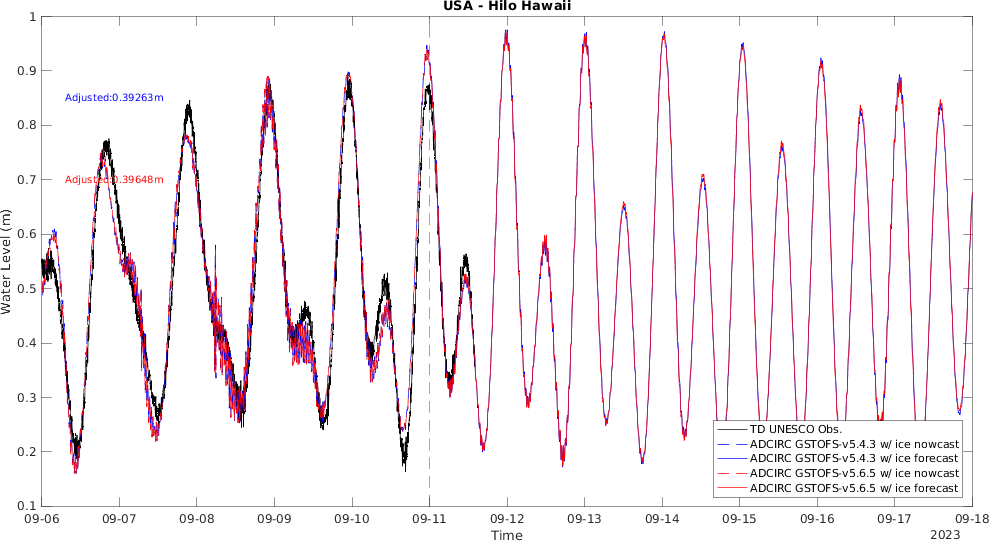 USA - Hilo Hawaii
1
0.9
0.8
0.7
0.6
0.5
0.4
0.3
0.2
0.1
Water Level (m)
Adjusted:0.39263m
Adjusted:0.39648m
TD UNESCO Obs.
ADCIRC GSTOFS-v5.4.3 w/ ice nowcast
ADCIRC GSTOFS-v5.4.3 w/ ice forecast
ADCIRC GSTOFS-v5.6.5 w/ ice nowcast
ADCIRC GSTOFS-v5.6.5 w/ ice forecast
09-06 09-07 09-08 09-09 09-10 09-11 09-12 09-13 09-14 09-15 09-16 09-17 09-18
Time
2023